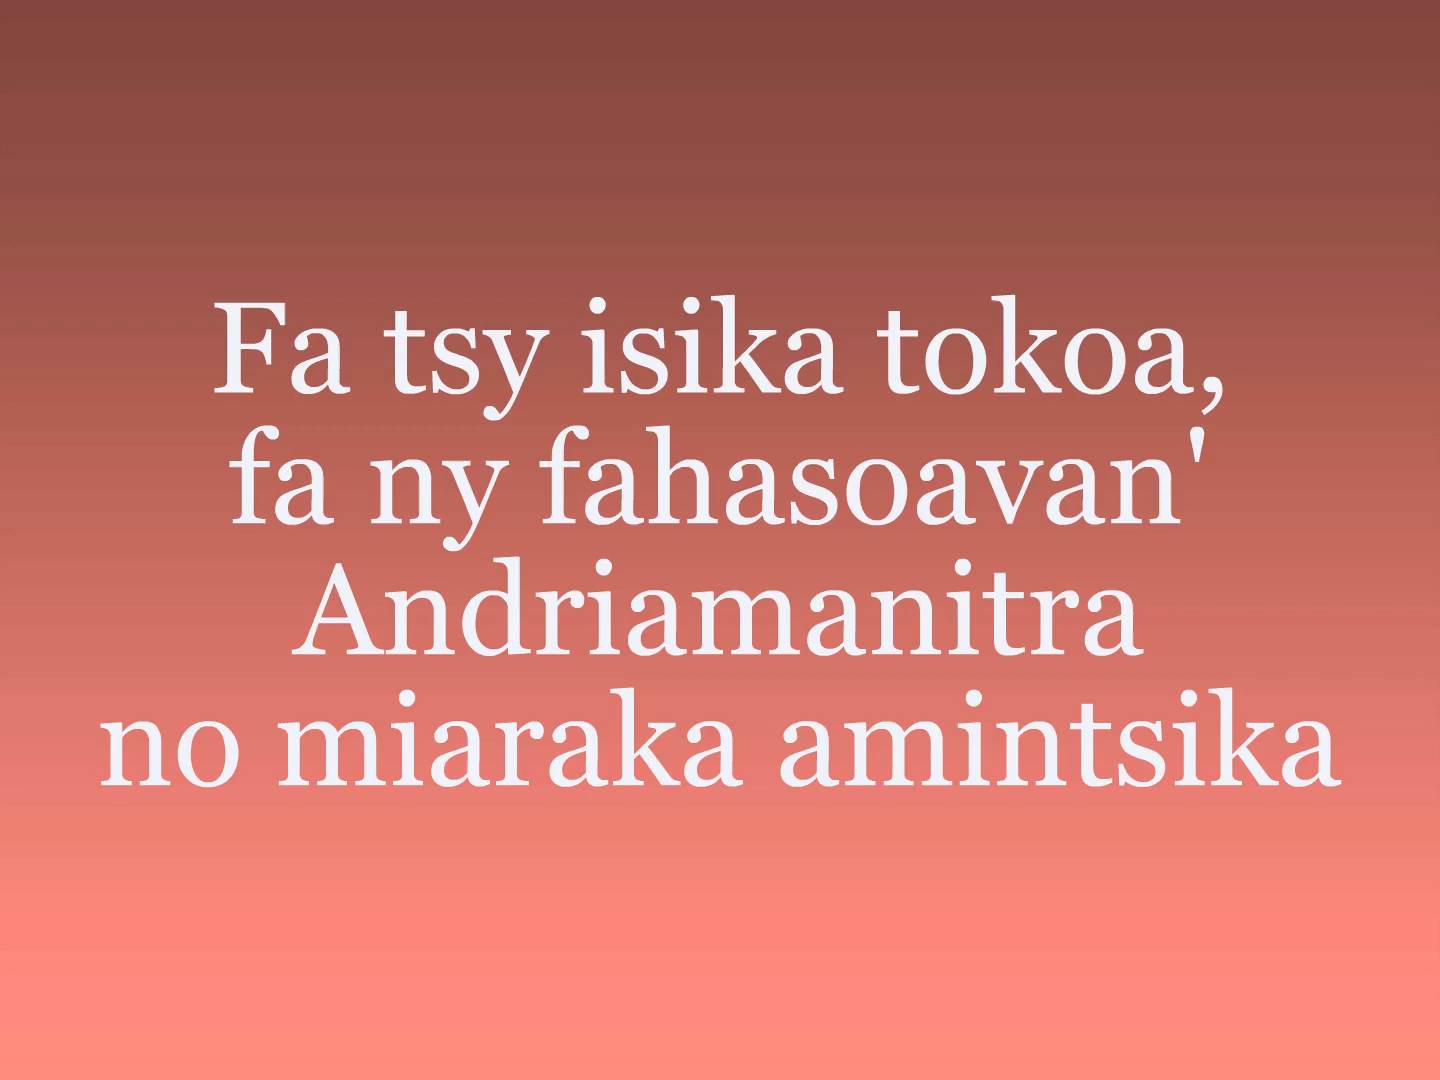 Fa tsy isika tokoa,
fa ny fahasoavan'
Andriamanitra
no miaraka amintsika